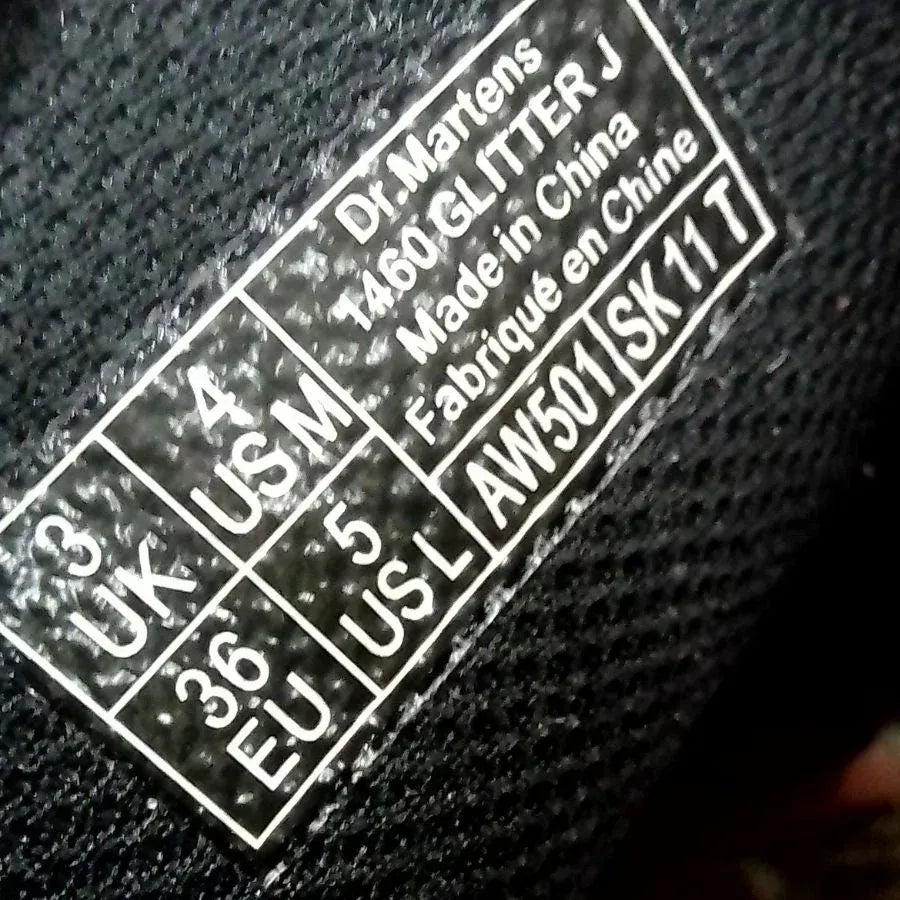 Dr.Martens
1460 GLITTER J
Made in China
Fabriqué en Chine
AW501 SK 11 T
3
UK
4
US M
36
EU
5
US L